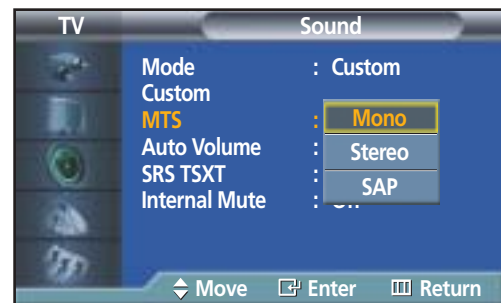 TV Sound
Mode : Custom
Custom
MTS : Mono
Auto Volume : Stereo
SRS TSXT : SAP
Internal Mute :
Move Enter Return